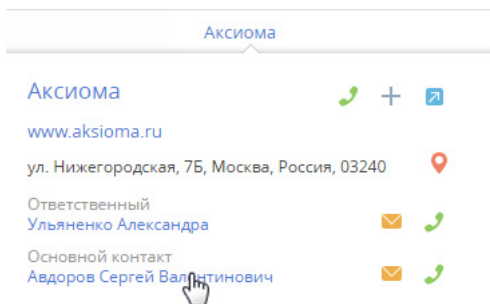 Аксиома
Аксиома
www.aksioma.ru
ул. Нижегородская, 7Б, Москва, Россия, 03240
Ответственный
Ульяненко Александра
Основной контакт
Авдоров Сергей Валентинович